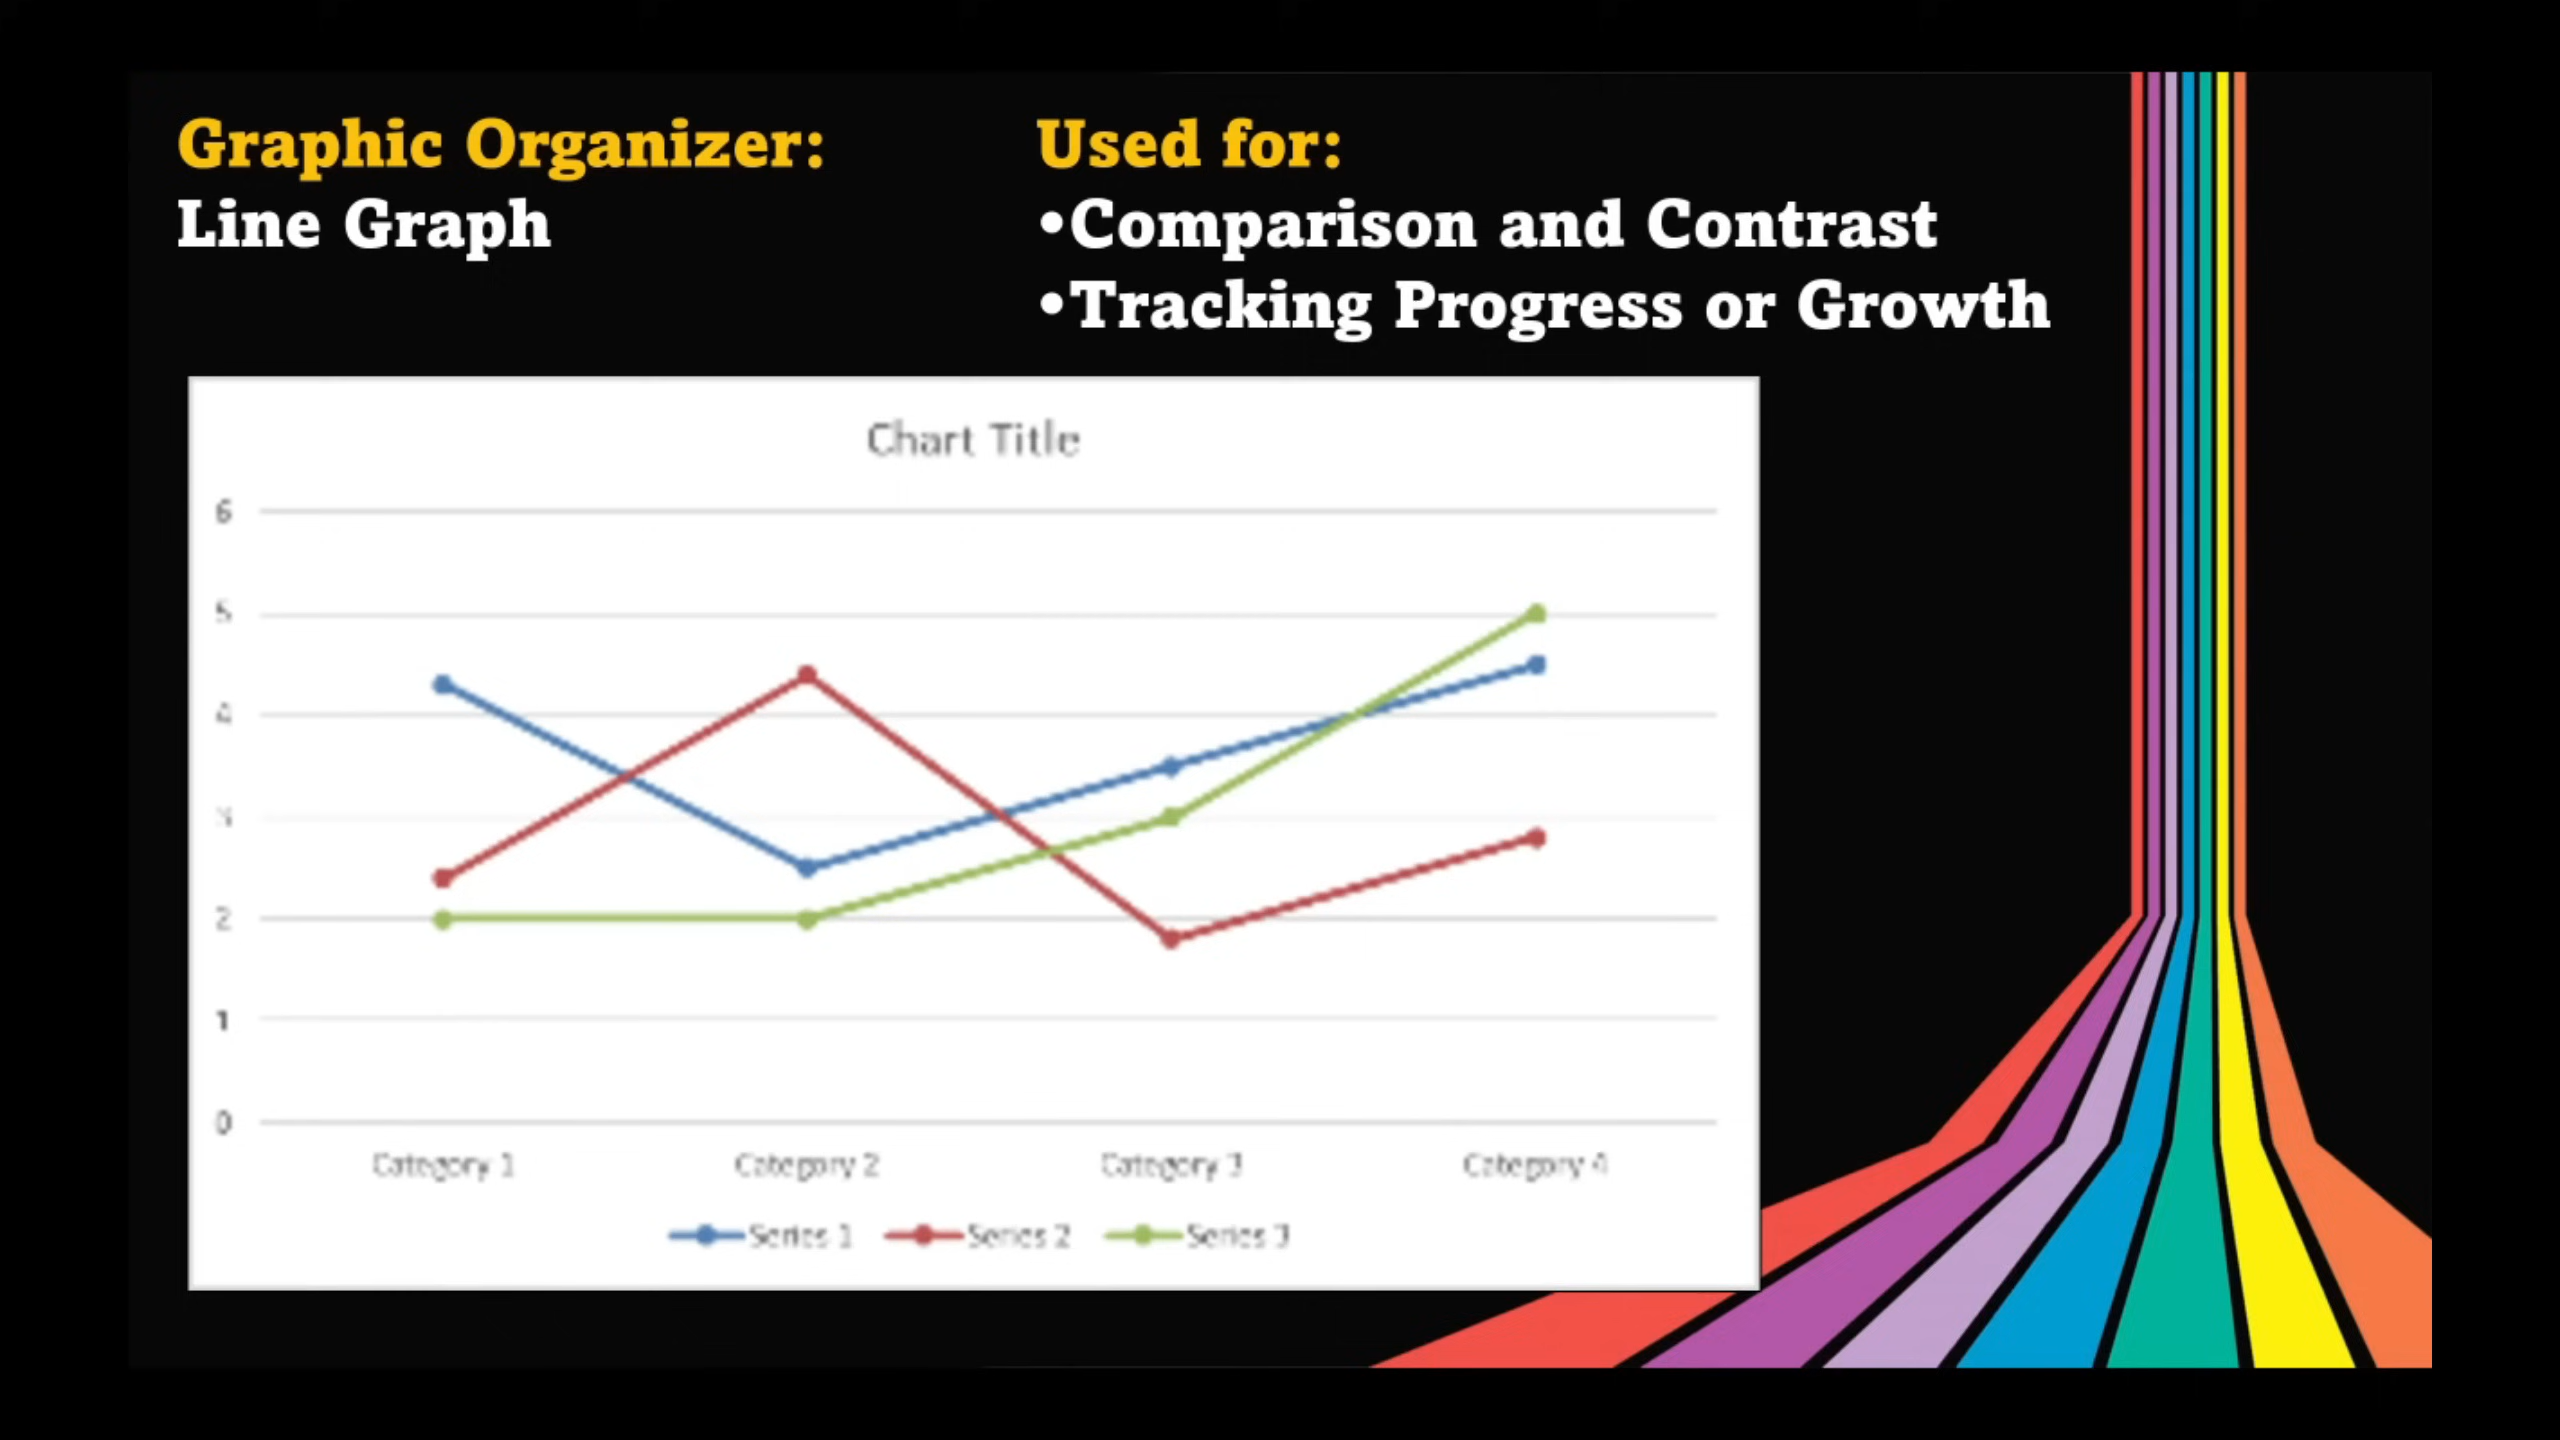 Graphic Organizer:
Line Graph
Used for:
•Comparison and Contrast
•Tracking Progress or Growth
Chart Title
6
5
4
3
2
1
0
Category 1 Category 2 Category 3 Category 4
Series 1 Series 2 Series 3